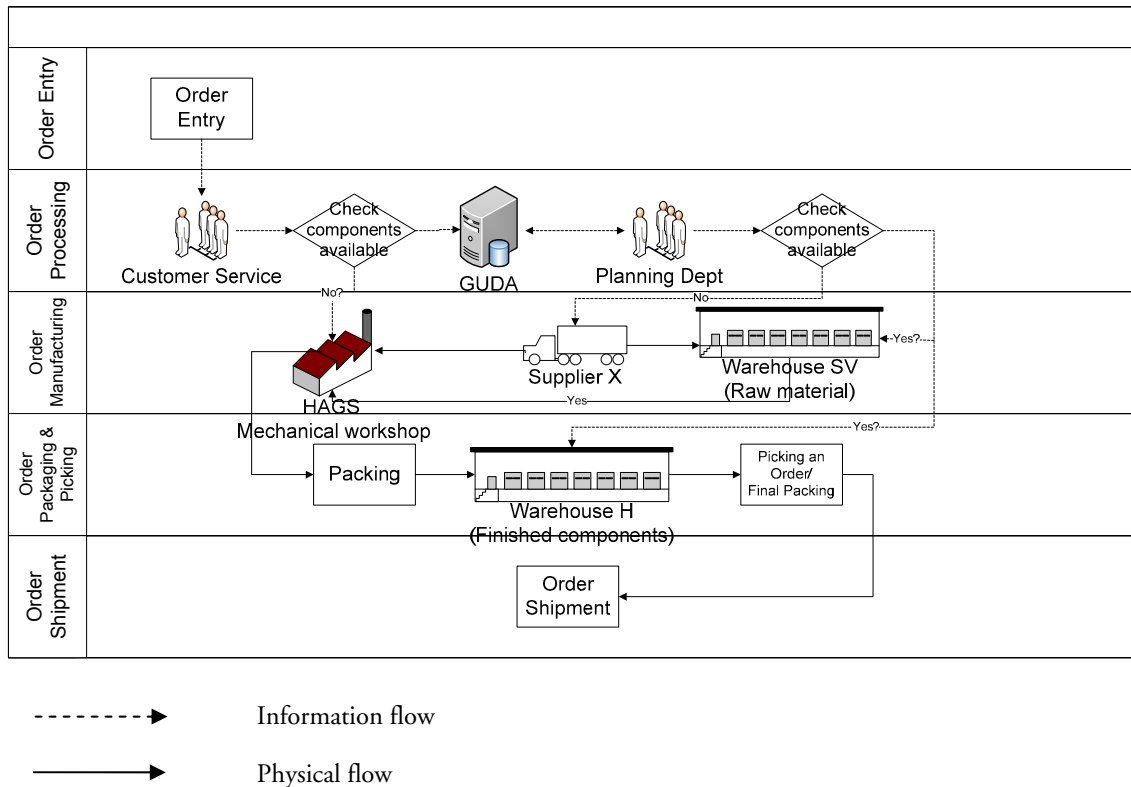 Order Entry
Order
Entry
Order
Processing
Customer Service
Check
components
available
GUDA
Planning Dept
Check
components
available
Order
Manufacturing
No?
No
HAGS
Mechanical workshop
Supplier X
Yes
Warehouse SV
(Raw material)
Yes?
Order
Packaging &
Picking
Packing
Yes?
Warehouse H
(Finished components)
Picking an
Order/
Final Packing
Order
Shipment
Order
Shipment
Information flow
Physical flow